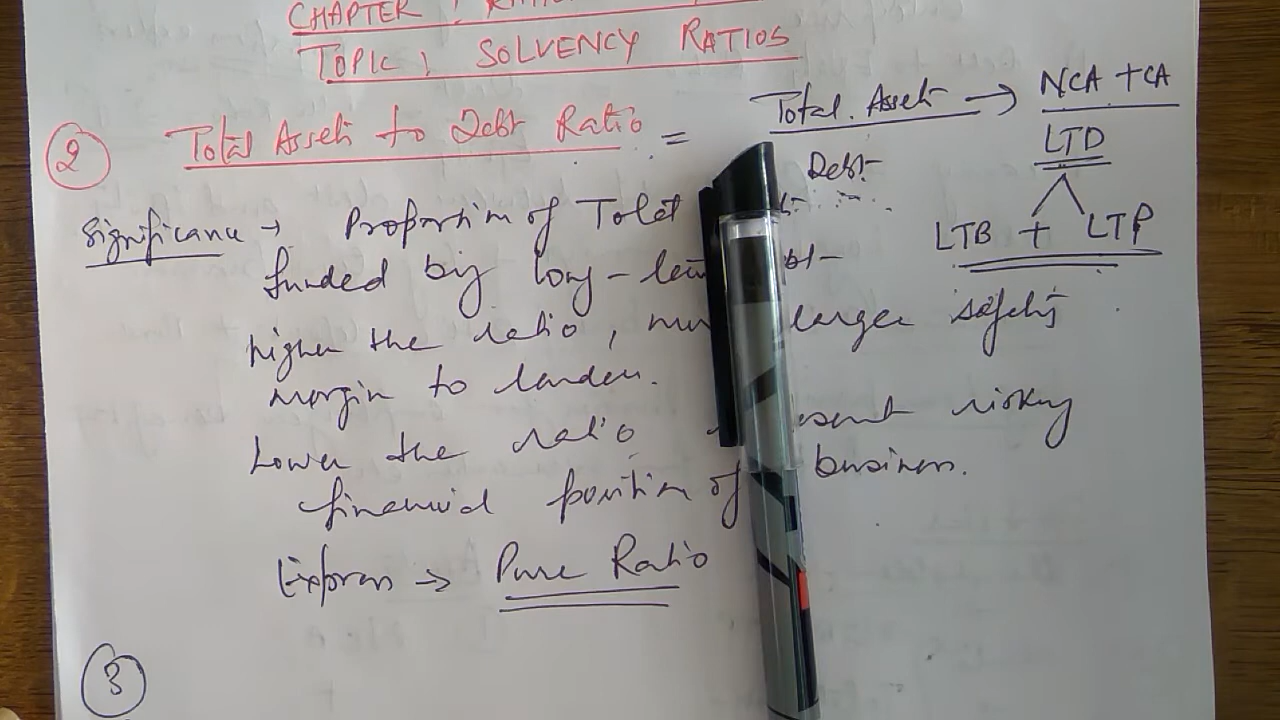 CHAPTER :
TOPIC : SOLVENCY RATIOS
② Total Assets to Debt Ratio = Total Assets → NCA + CA
Debt LTD
LTB + LTP
Significance → Proportion of Total
funded by long-term
higher the ratio, larger safety
margin to lenders.
Lower the ratio risky
financial position of business.
Express → Pure Ratio
③